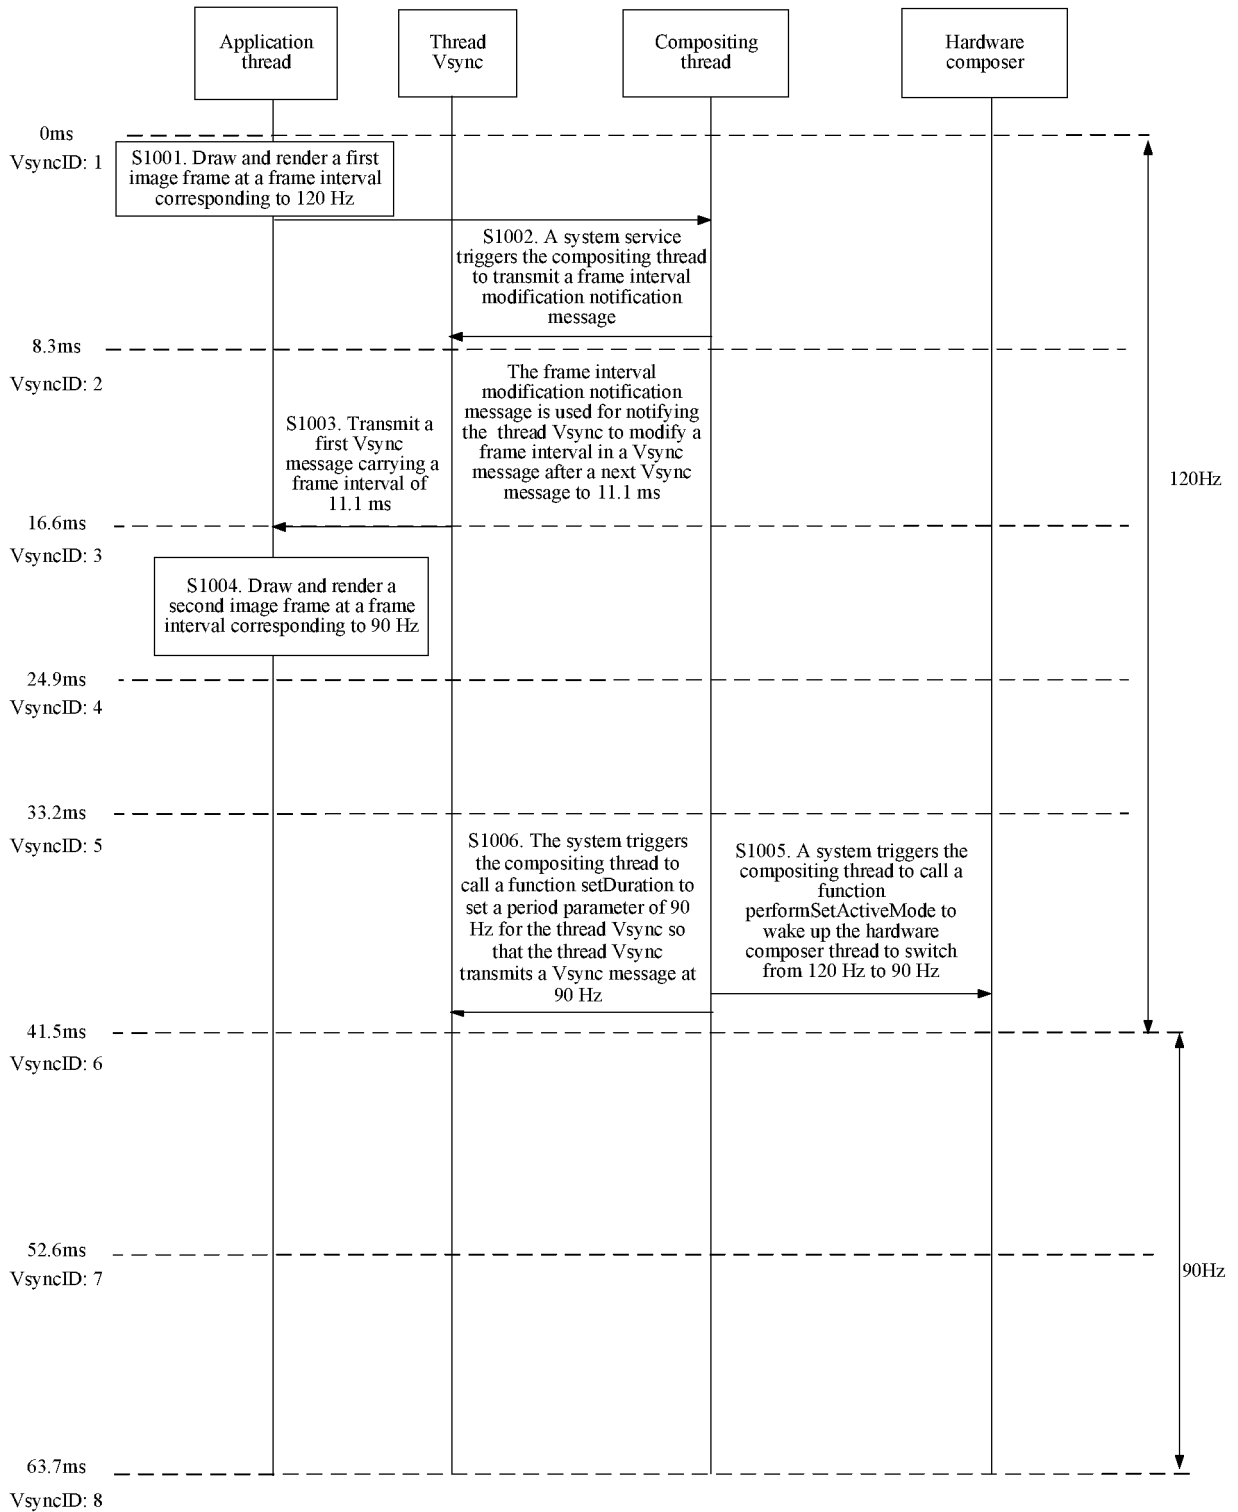 Application
thread
Thread
Vsync
Compositing
thread
Hardware
composer
0ms
VsyncID: 1
S1001. Draw and render a first
image frame at a frame interval
corresponding to 120 Hz
S1002. A system service
triggers the compositing thread
to transmit a frame interval
modification notification
message
8.3ms
VsyncID: 2
The frame interval
modification notification
message is used for notifying
the thread Vsync to modify a
frame interval in a Vsync
message after a next Vsync
message to 11.1 ms
S1003. Transmit a
first Vsync
message carrying a
frame interval of
11.1 ms
120Hz
16.6ms
VsyncID: 3
S1004. Draw and render a
second image frame at a frame
interval corresponding to 90 Hz
24.9ms
VsyncID: 4
33.2ms
VsyncID: 5
S1006. The system triggers
the compositing thread to
call a function setDuration to
set a period parameter of 90
Hz for the thread Vsync so
that the thread Vsync
transmits a Vsync message at
90 Hz
S1005. A system triggers the
compositing thread to call a
function
performSetActiveMode to
wake up the hardware
composer thread to switch
from 120 Hz to 90 Hz
41.5ms
VsyncID: 6
52.6ms
VsyncID: 7
90Hz
63.7ms
VsyncID: 8